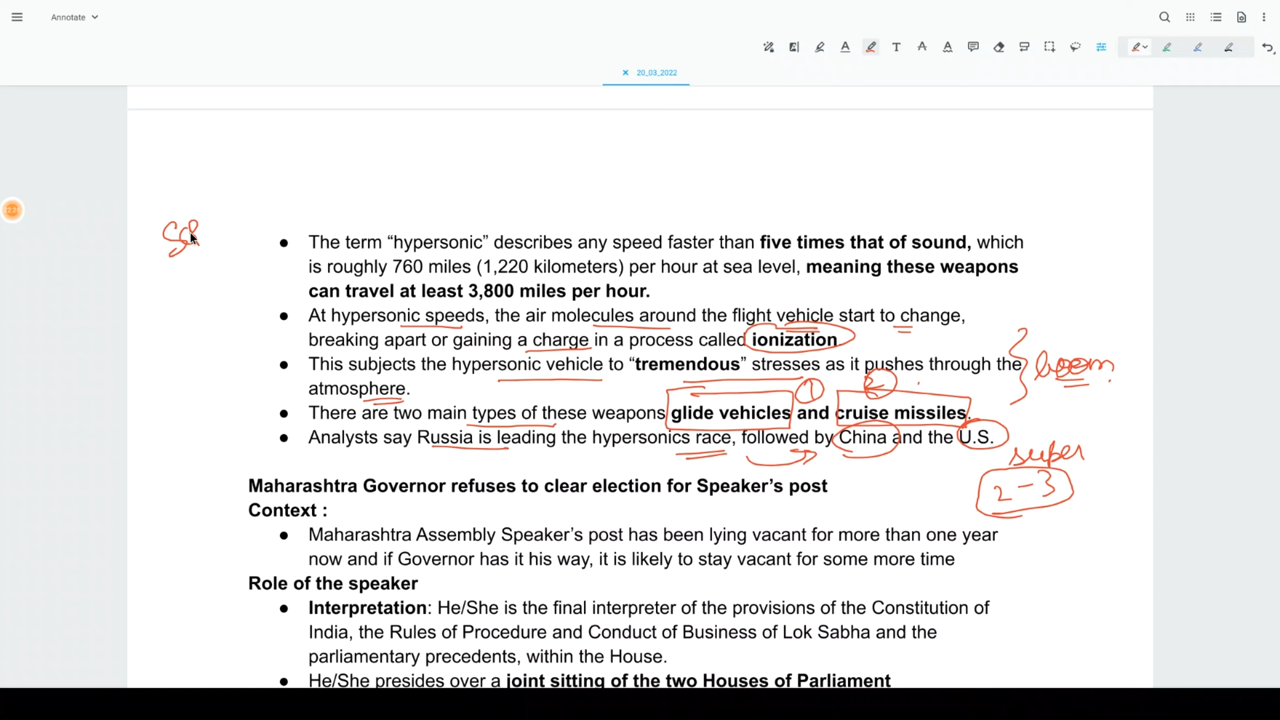 Annotate
20_03_2022
● The term “hypersonic” describes any speed faster than five times that of sound, which
is roughly 760 miles (1,220 kilometers) per hour at sea level, meaning these weapons
can travel at least 3,800 miles per hour.
● At hypersonic speeds, the air molecules around the flight vehicle start to change,
breaking apart or gaining a charge in a process called ionization
● This subjects the hypersonic vehicle to “tremendous” stresses as it pushes through the
atmosphere.
boom.
1 2
● There are two main types of these weapons glide vehicles and cruise missiles.
● Analysts say Russia is leading the hypersonics race, followed by China and the U.S.
super
2-3
Maharashtra Governor refuses to clear election for Speaker’s post
Context :
● Maharashtra Assembly Speaker’s post has been lying vacant for more than one year
now and if Governor has it his way, it is likely to stay vacant for some more time
Role of the speaker
● Interpretation: He/She is the final interpreter of the provisions of the Constitution of
India, the Rules of Procedure and Conduct of Business of Lok Sabha and the
parliamentary precedents, within the House.
● He/She presides over a joint sitting of the two Houses of Parliament